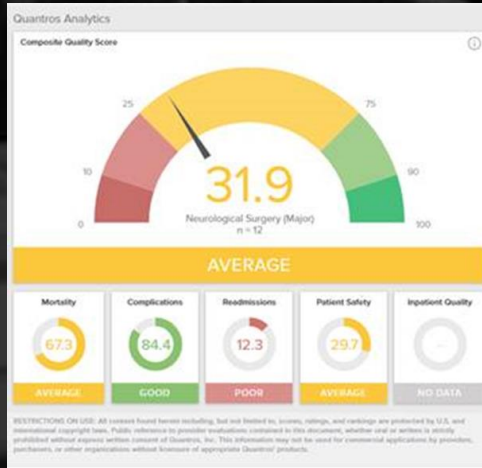 Quantros Analytics
Composite Quality Score
25
75
10
90
0
100
31.9
Neurological Surgery (Major)
n = 12
AVERAGE
Mortality
67.3
AVERAGE
Complications
84.4
GOOD
Readmissions
12.3
POOR
Patient Safety
29.7
AVERAGE
Inpatient Quality
--
NO DATA
RESTRICTIONS ON USE: All content found herein including, but not limited to, scores, ratings, and rankings are protected by U.S. and
international copyright laws. Public reference to provider evaluations contained in this document, whether oral or written is strictly
prohibited without express written consent of Quantros, Inc. This information may not be used for commercial applications by providers,
purchasers, or other organizations without licensure of appropriate Quantros' products.